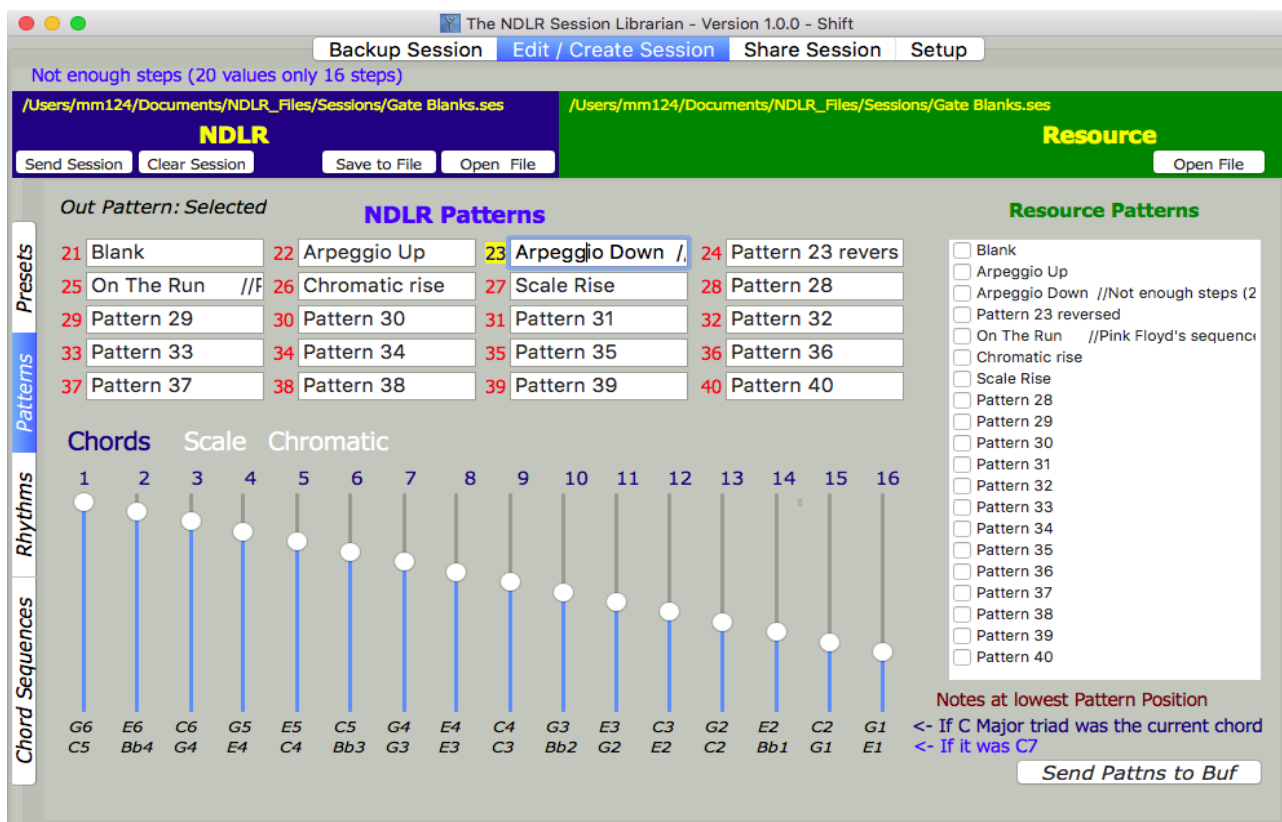 The NDLR Session Librarian - Version 1.0.0 - Shift
Backup Session Edit / Create Session Share Session Setup
Not enough steps (20 values only 16 steps)
/Users/mm124/Documents/NDLR_Files/Sessions/Gate Blanks.ses /Users/mm124/Documents/NDLR_Files/Sessions/Gate Blanks.ses
NDLR Resource
Send Session Clear Session Save to File Open File Open File
Presets
Patterns
Rhythms
Chord Sequences
Out Pattern: Selected
NDLR Patterns
21 Blank 22 Arpeggio Up 23 Arpeggio Down // 24 Pattern 23 revers
25 On The Run //P 26 Chromatic rise 27 Scale Rise 28 Pattern 28
29 Pattern 29 30 Pattern 30 31 Pattern 31 32 Pattern 32
33 Pattern 33 34 Pattern 34 35 Pattern 35 36 Pattern 36
37 Pattern 37 38 Pattern 38 39 Pattern 39 40 Pattern 40
Chords Scale Chromatic
1 2 3 4 5 6 7 8 9 10 11 12 13 14 15 16
G6 E6 C6 G5 E5 C5 G4 E4 C4 G3 E3 C3 G2 E2 C2 G1
C5 Bb4 G4 E4 C4 Bb3 G3 E3 C3 Bb2 G2 E2 C2 Bb1 G1 E1
Resource Patterns
Blank
Arpeggio Up
Arpeggio Down //Not enough steps (2
Pattern 23 reversed
On The Run //Pink Floyd's sequence
Chromatic rise
Scale Rise
Pattern 28
Pattern 29
Pattern 30
Pattern 31
Pattern 32
Pattern 33
Pattern 34
Pattern 35
Pattern 36
Pattern 37
Pattern 38
Pattern 39
Pattern 40
Notes at lowest Pattern Position
<- If C Major triad was the current chord
<- If it was C7
Send Pattns to Buf